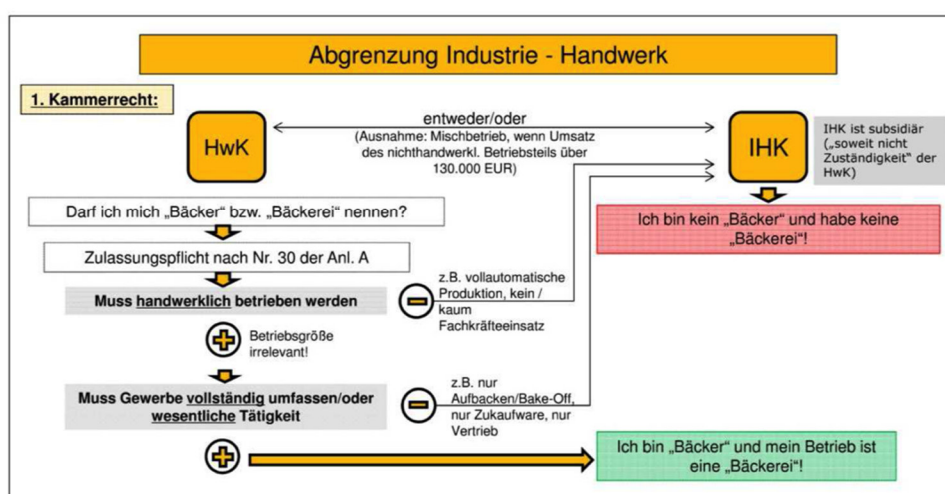 Abgrenzung Industrie - Handwerk
1. Kammerrecht:
HwK
entweder/oder
(Ausnahme: Mischbetrieb, wenn Umsatz
des nichthandwerkl. Betriebsteils über
130.000 EUR)
IHK
IHK ist subsidiär
(„soweit nicht
Zuständigkeit" der
HwK)
Darf ich mich „Bäcker" bzw. „Bäckerei" nennen?
Ich bin kein „Bäcker" und habe keine
„Bäckerei"!
Zulassungspflicht nach Nr. 30 der Anl. A
Muss handwerklich betrieben werden
z.B. vollautomatische
Produktion, kein /
kaum
Fachkräfteeinsatz
Betriebsgröße
irrelevant!
Muss Gewerbe vollständig umfassen/oder
wesentliche Tätigkeit
z.B. nur
Aufbacken/Bake-Off,
nur Zukaufware, nur
Vertrieb
Ich bin „Bäcker" und mein Betrieb ist
eine „Bäckerei"!